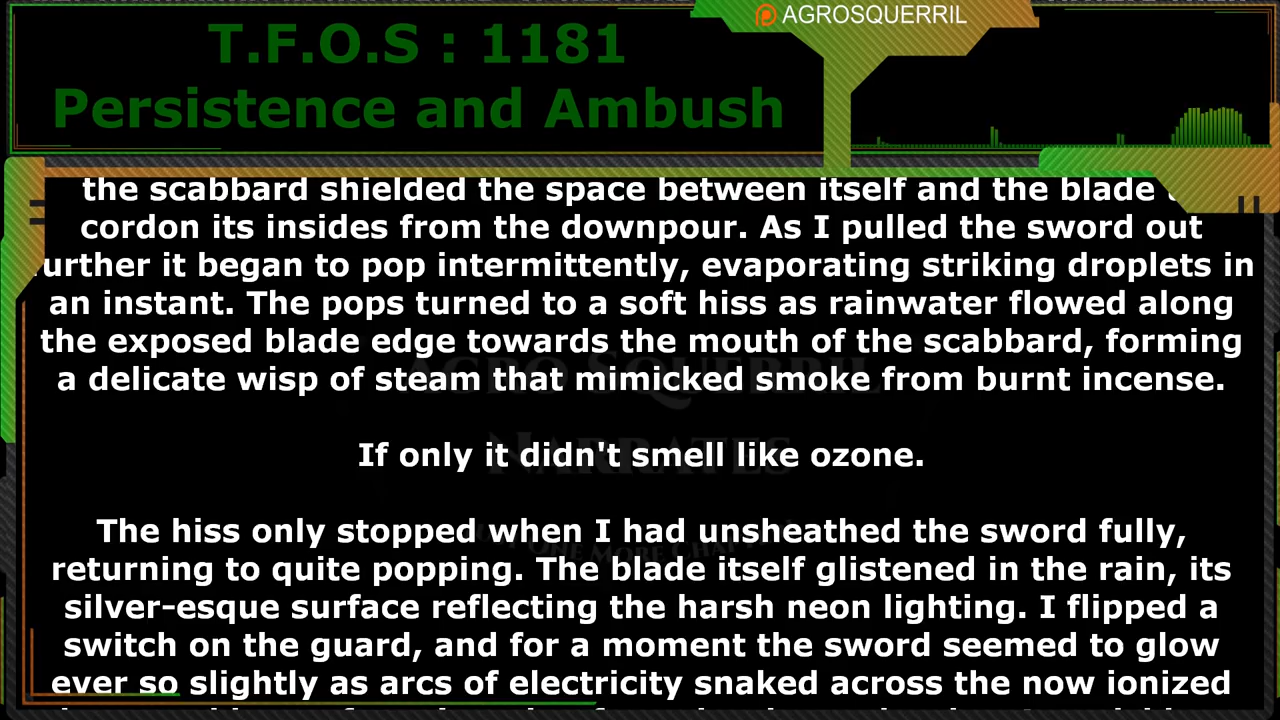 AGROSQUERRIL
T.F.O.S : 1181
Persistence and Ambush
the scabbard shielded the space between itself and the blade
cordon its insides from the downpour. As I pulled the sword out
urther it began to pop intermittently, evaporating striking droplets in
an instant. The pops turned to a soft hiss as rainwater flowed along
the exposed blade edge towards the mouth of the scabbard, forming
a delicate wisp of steam that mimicked smoke from burnt incense.
AGRO SQUERRIL
If only it didn't smell like ozone.
NARRATES
The hiss only stopped when I had unsheathed the sword fully,
ONE MORE
returning to quite popping. The blade itself glistened in the rain, its
silver-esque surface reflecting the harsh neon lighting. I flipped a
switch on the guard, and for a moment the sword seemed to glow
ever so slightly as arcs of electricity snaked across the now ionized